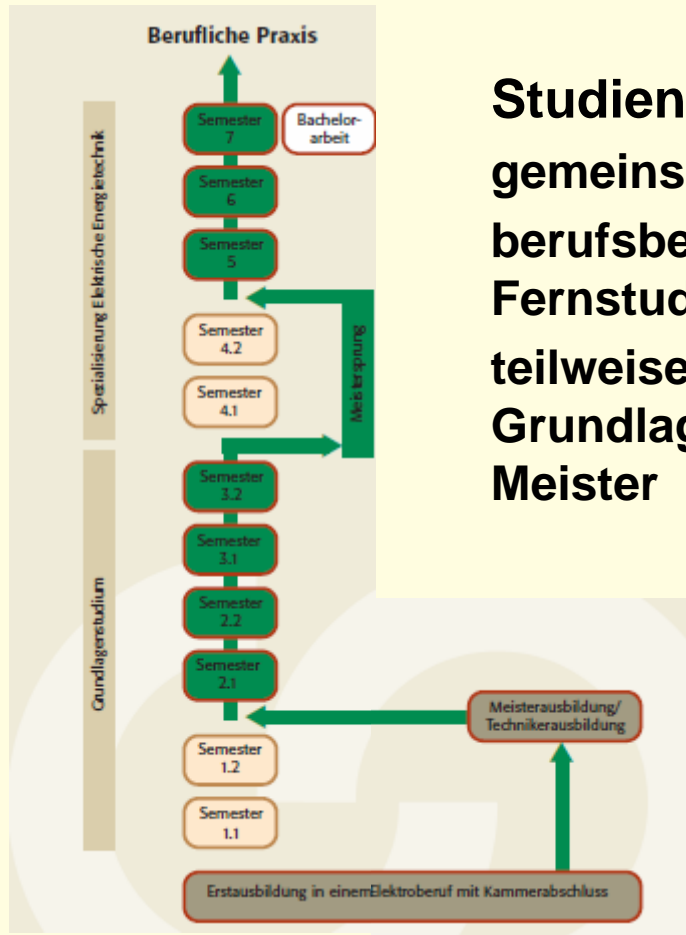 Berufliche Praxis
Semester
7
Bachelor-
arbeit
Semester
6
Semester
5
Semester
4.2
Semester
4.1
Meistersprung
Spezialisierung Elektrische Energietechnik
Semester
3.2
Semester
3.1
Semester
2.2
Semester
2.1
Semester
1.2
Semester
1.1
Grundlagenstudium
Meisterausbildung/
Technikerausbildung
Erstausbildung in einemElektroberuf mit Kammerabschluss
Studien
gemeins
berufsbe
Fernstud
teilweise
Grundlag
Meister